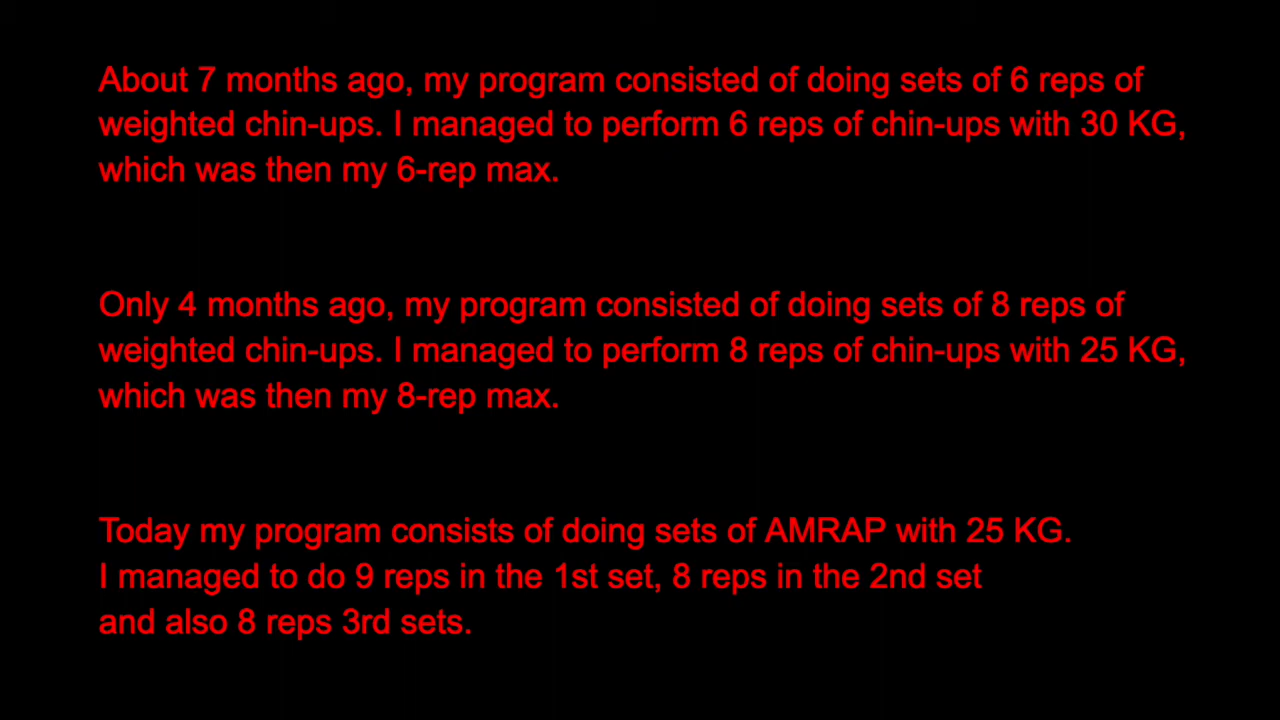 About 7 months ago, my program consisted of doing sets of 6 reps of
weighted chin-ups. I managed to perform 6 reps of chin-ups with 30 KG,
which was then my 6-rep max.
Only 4 months ago, my program consisted of doing sets of 8 reps of
weighted chin-ups. I managed to perform 8 reps of chin-ups with 25 KG,
which was then my 8-rep max.
Today my program consists of doing sets of AMRAP with 25 KG.
I managed to do 9 reps in the 1st set, 8 reps in the 2nd set
and also 8 reps 3rd sets.